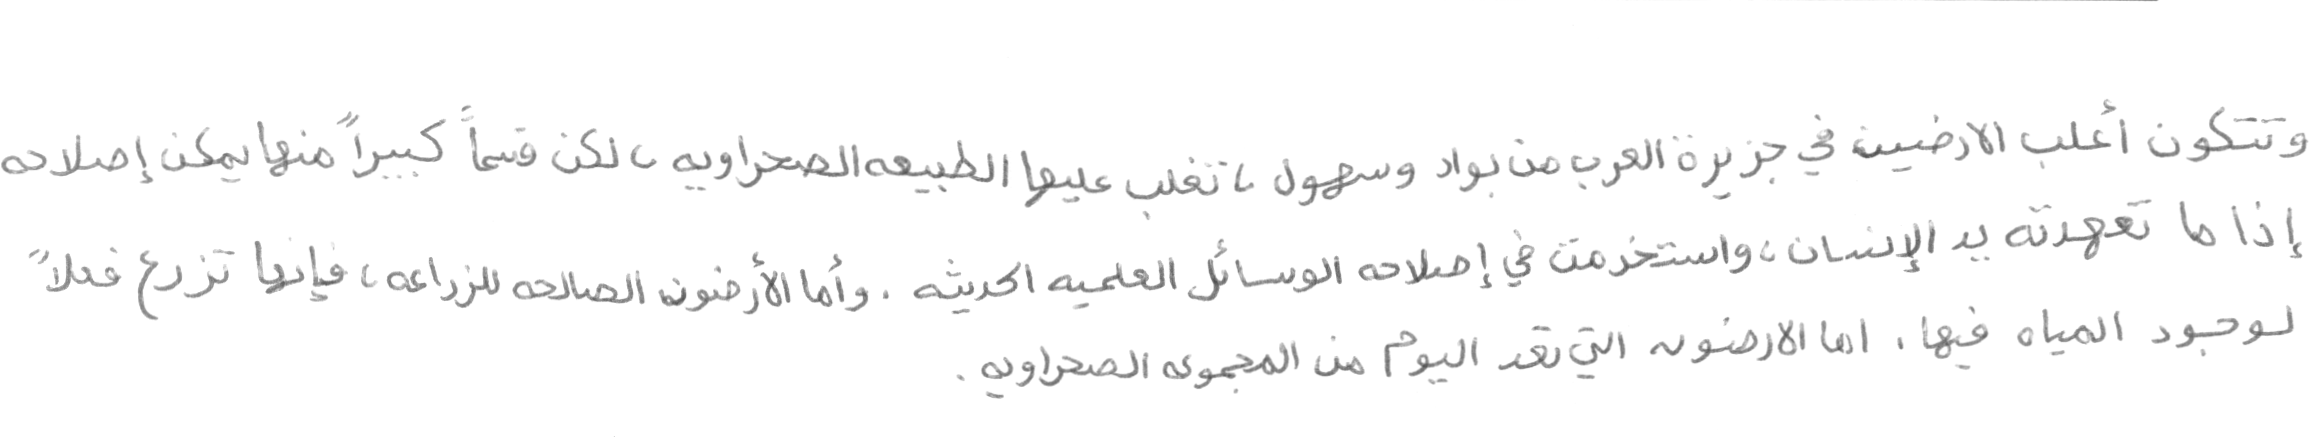 وتتكون أغلب الارضين في جزيرة العرب من بواد وسهول ، تغلب عليها الطبيعه الصحراويه ، لكن قسماً كبيراً منها يمكن إصلاحه
إذا ما تعهدته يد الإنسان ، واستخدمت في إصلاحه الوسائل العلميه الحديثه . وأما الأرضون الصالحه للزراعه ، فإنها تزرع فعلاً
لوجود المياه فيها . اما الارضون التي تعد اليوم من المجموعه الصحراويه .